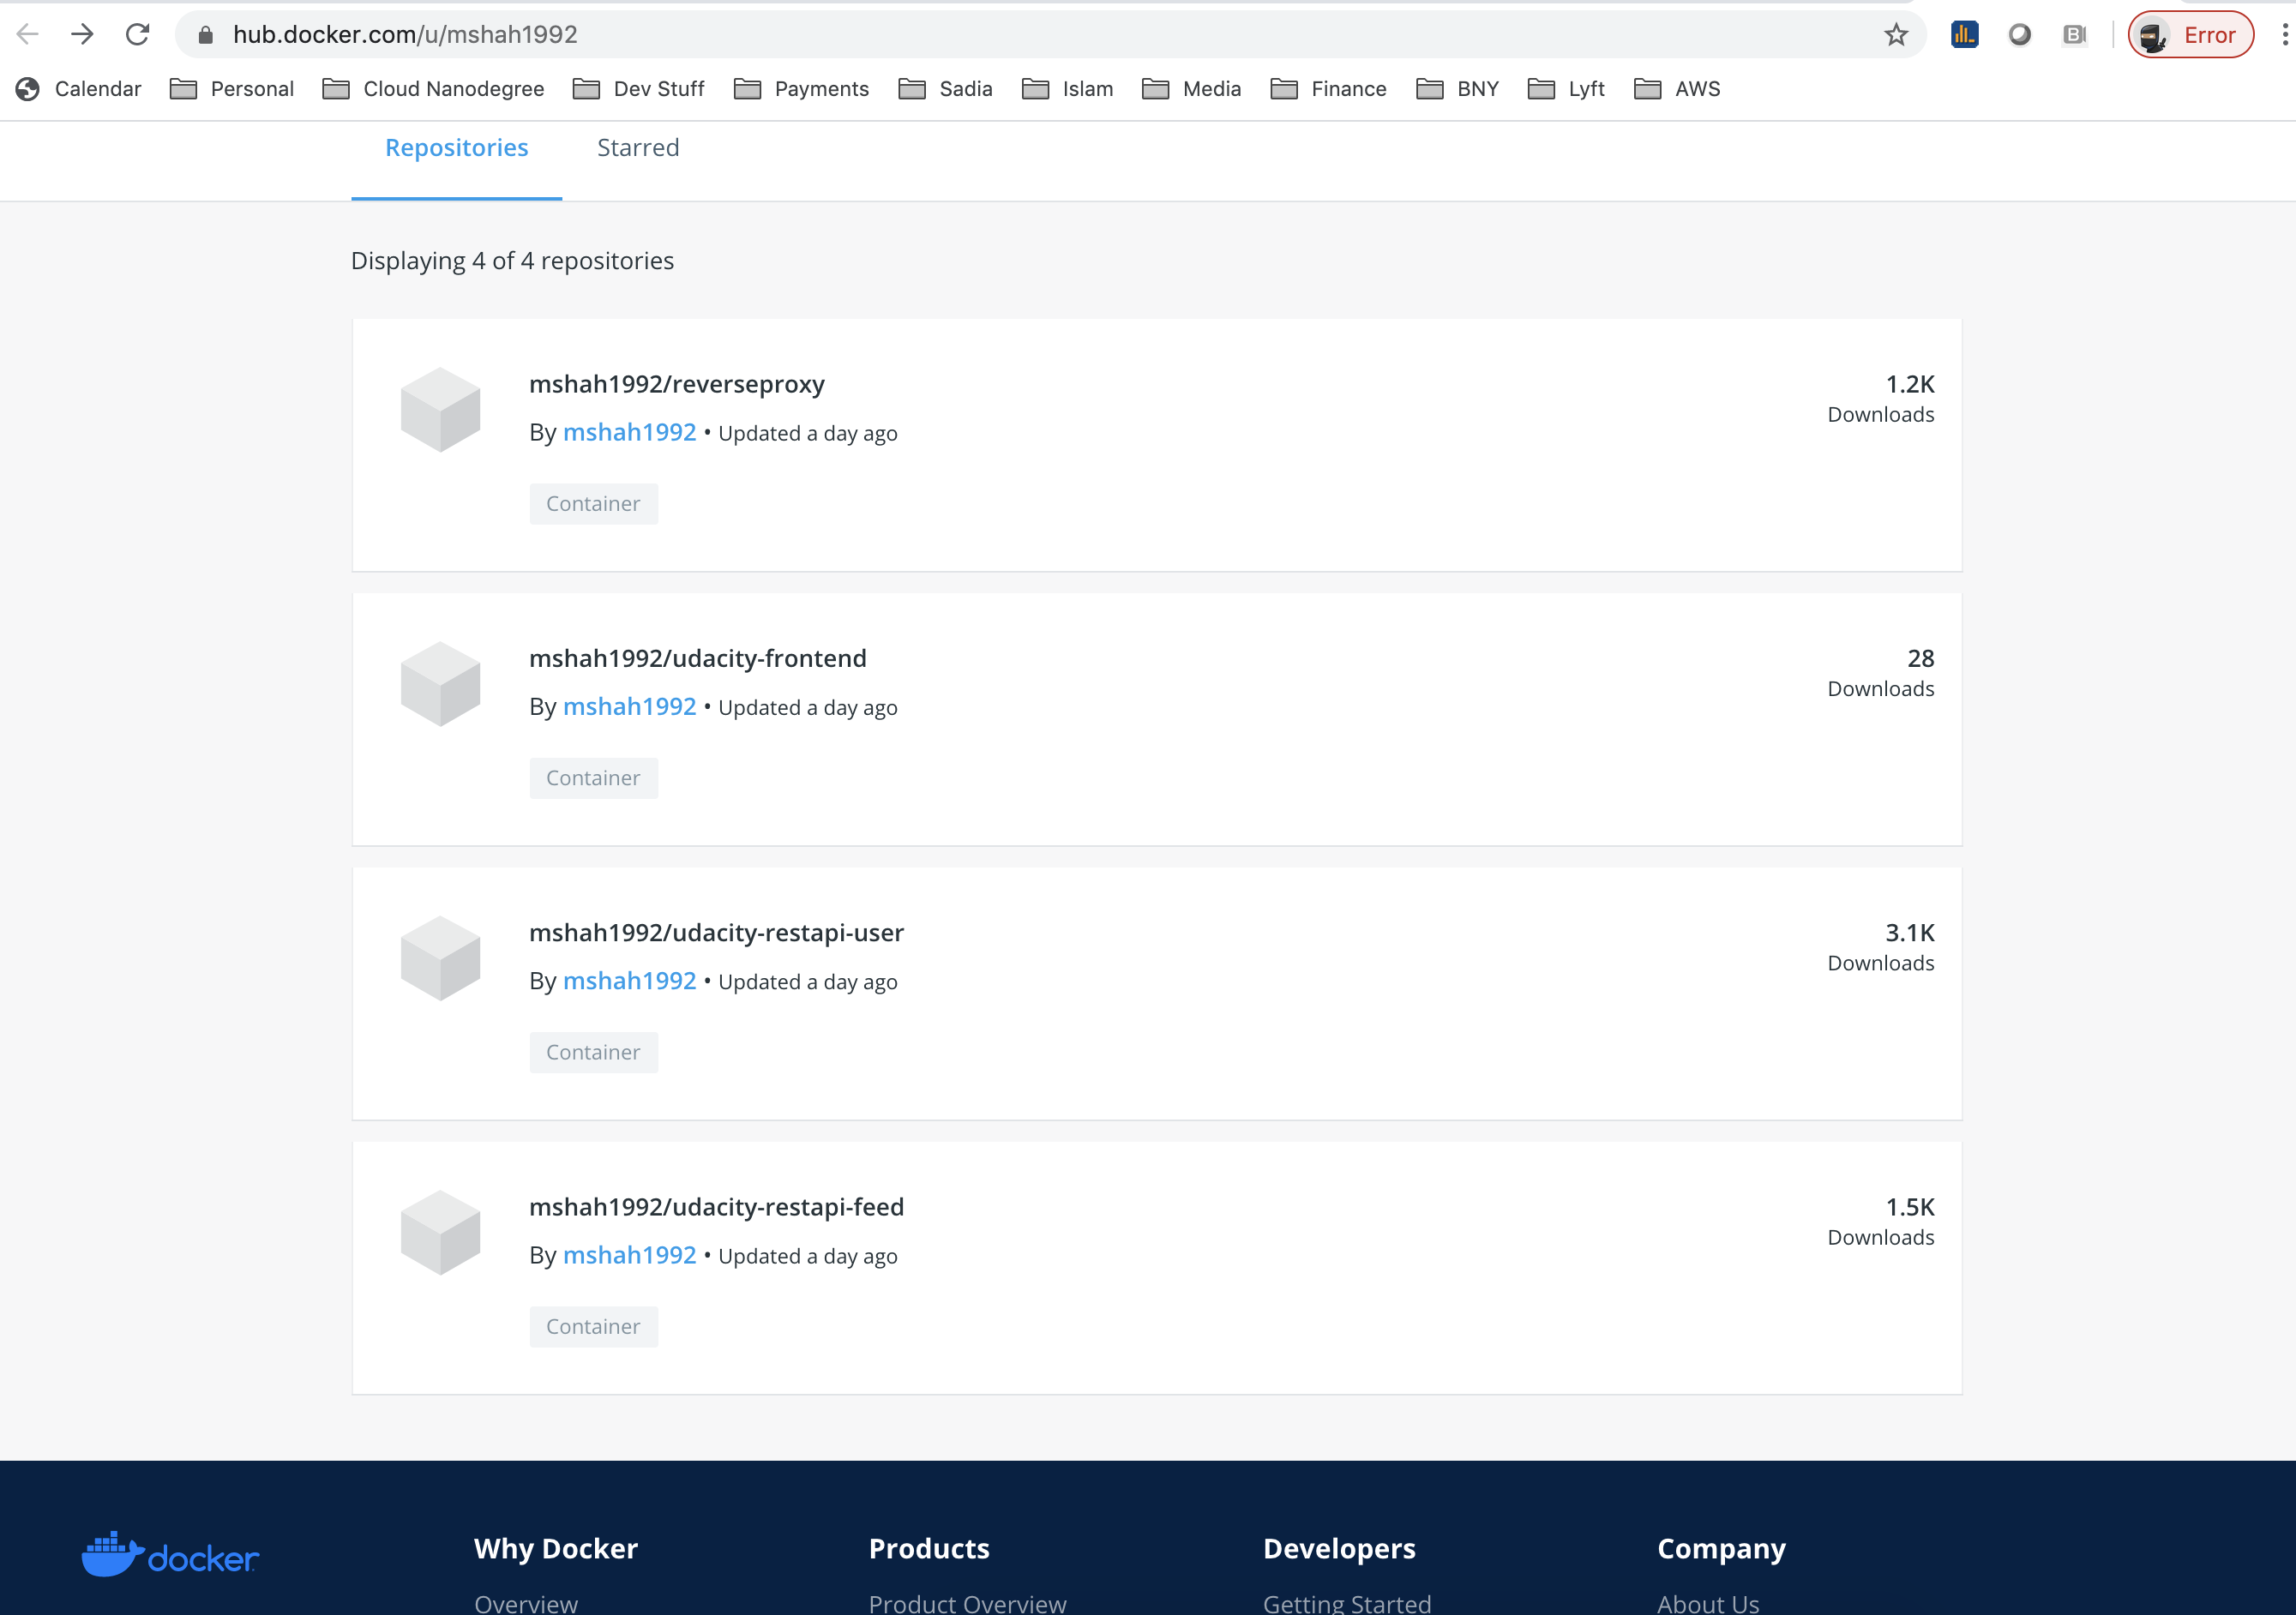 hub.docker.com/u/mshah1992
Error
Calendar Personal Cloud Nanodegree Dev Stuff Payments Sadia Islam Media Finance BNY Lyft AWS
Repositories Starred
Displaying 4 of 4 repositories
mshah1992/reverseproxy
1.2K
By mshah1992 • Updated a day ago
Downloads
Container
mshah1992/udacity-frontend
28
By mshah1992 • Updated a day ago
Downloads
Container
mshah1992/udacity-restapi-user
3.1K
By mshah1992 • Updated a day ago
Downloads
Container
mshah1992/udacity-restapi-feed
1.5K
By mshah1992 • Updated a day ago
Downloads
Container
docker
Why Docker Products Developers Company
Overview Product Overview Getting Started About Us